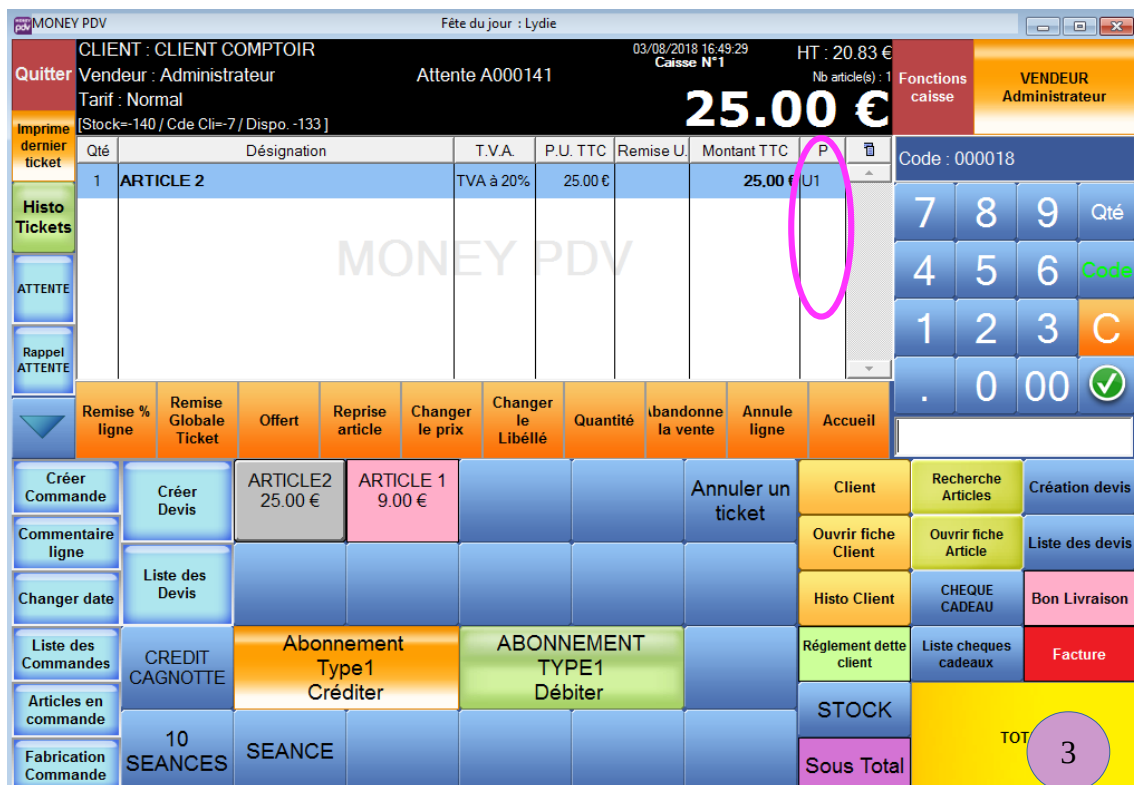 MONEY PDV
Fête du jour : Lydie
Quitter
CLIENT : CLIENT COMPTOIR
Vendeur : Administrateur
Tarif : Normal
[Stock=-140 / Cde Cli=-7 / Dispo. -133 ]
Attente A000141
03/08/2018 16:49:29
Caisse N°1
HT : 20.83 €
Nb article(s) : 1
25.00 €
Fonctions
caisse
VENDEUR
Administrateur
Imprime
dernier
ticket
Histo
Tickets
ATTENTE
Rappel
ATTENTE
Qté Désignation T.V.A. P.U. TTC Remise U. Montant TTC P
1 ARTICLE 2 TVA à 20% 25.00 € 25.00 € U1
MONEY PDV
Code : 000018
7 8 9 Qté
4 5 6 Code
1 2 3 C
. 0 00
Remise %
ligne
Remise
Globale
Ticket
Offert
Reprise
article
Changer
le prix
Changer
le
Libéllé
Quantité
\bandonne
la vente
Annule
ligne
Accueil
Créer
Commande
Créer
Devis
ARTICLE2
25.00 €
ARTICLE 1
9.00 €
Annuler un
ticket
Client
Recherche
Articles
Création devis
Commentaire
ligne
Ouvrir fiche
Client
Ouvrir fiche
Article
Liste des devis
Changer date
Liste des
Devis
Histo Client
CHEQUE
CADEAU
Bon Livraison
Liste des
Commandes
CREDIT
CAGNOTTE
Abonnement
Type1
Créditer
ABONNEMENT
TYPE1
Débiter
Réglement dette
client
Liste cheques
cadeaux
Facture
Articles en
commande
STOCK
Fabrication
Commande
10
SEANCES
SEANCE
Sous Total
TOT
3